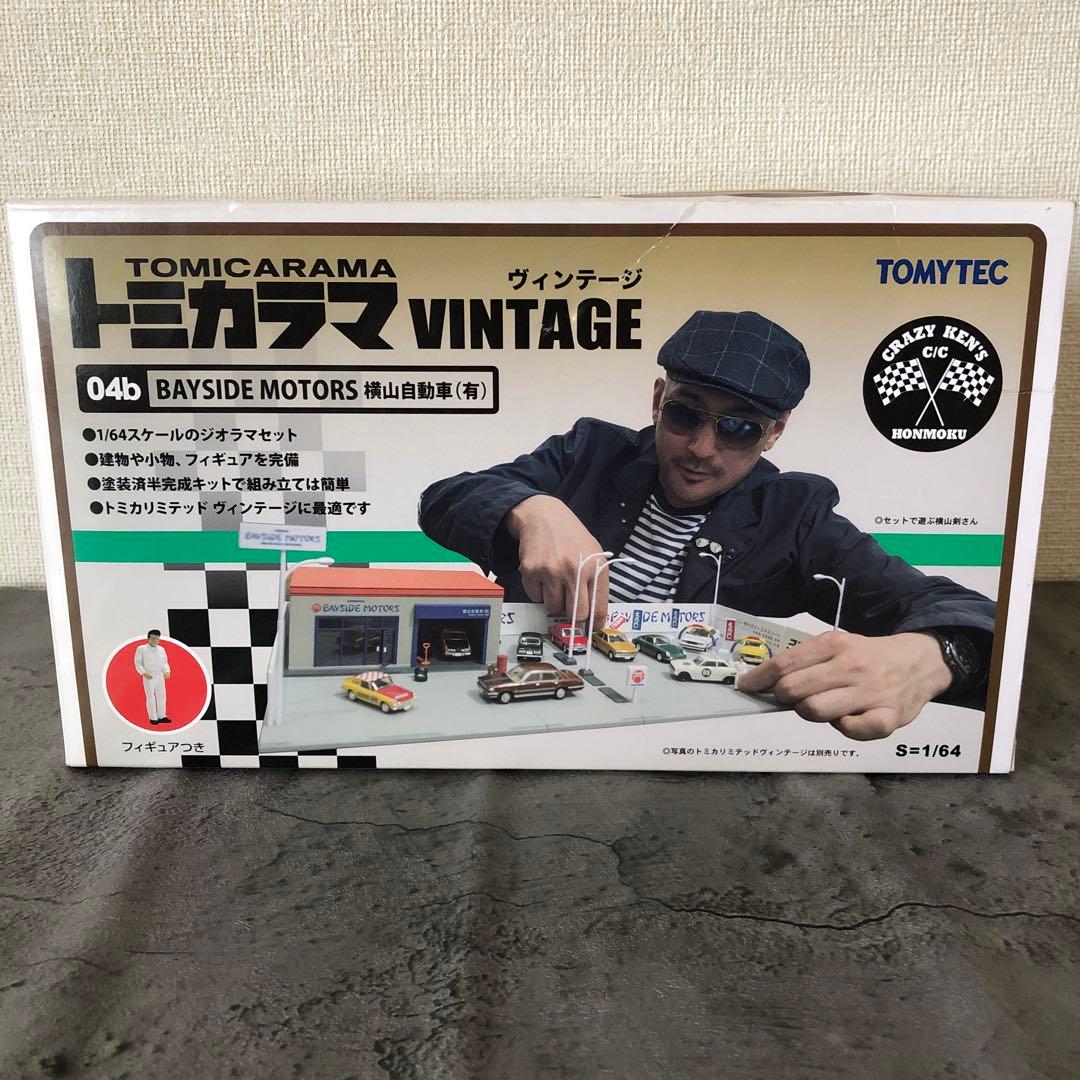 TOMICARAMA
トミカラマ
ヴィンテージ
VINTAGE
TOMYTEC
04b BAYSIDE MOTORS 横山自動車(有)
CRAZY KEN'S
C/C
HONMOKU
●1/64スケールのジオラマセット
●建物や小物、フィギュアを完備
●塗装済半完成キットで組み立ては簡単
●トミカリミテッド ヴィンテージに最適です
◎セットで遊ぶ横山剣さん
BAYSIDE MOTORS
BAYSIDE MOTORS
BAYSIDE MOTORS
フィギュアつき
◎写真のトミカリミテッドヴィンテージは別売りです。
S=1/64